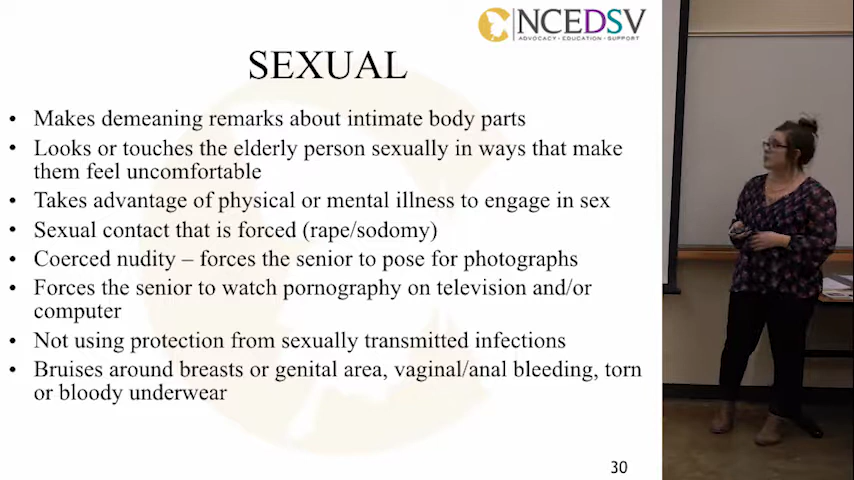 NCEDSV
ADVOCACY • EDUCATION • SUPPORT
SEXUAL
• Makes demeaning remarks about intimate body parts
• Looks or touches the elderly person sexually in ways that make
them feel uncomfortable
• Takes advantage of physical or mental illness to engage in sex
• Sexual contact that is forced (rape/sodomy)
• Coerced nudity – forces the senior to pose for photographs
• Forces the senior to watch pornography on television and/or
computer
• Not using protection from sexually transmitted infections
• Bruises around breasts or genital area, vaginal/anal bleeding, torn
or bloody underwear
30